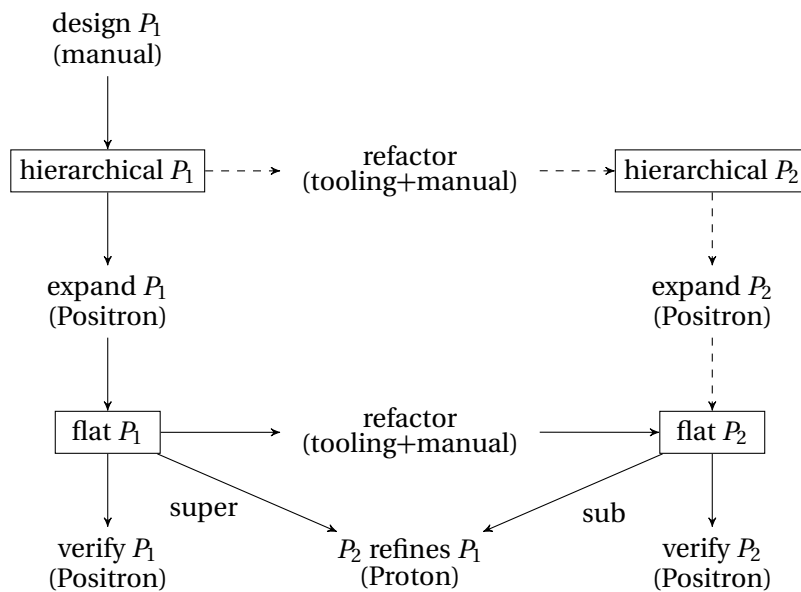 design P1
(manual)
hierarchical P1
refactor
(tooling+manual)
hierarchical P2
expand P1
(Positron)
expand P2
(Positron)
flat P1
refactor
(tooling+manual)
flat P2
super
sub
verify P1
(Positron)
P2 refines P1
(Proton)
verify P2
(Positron)